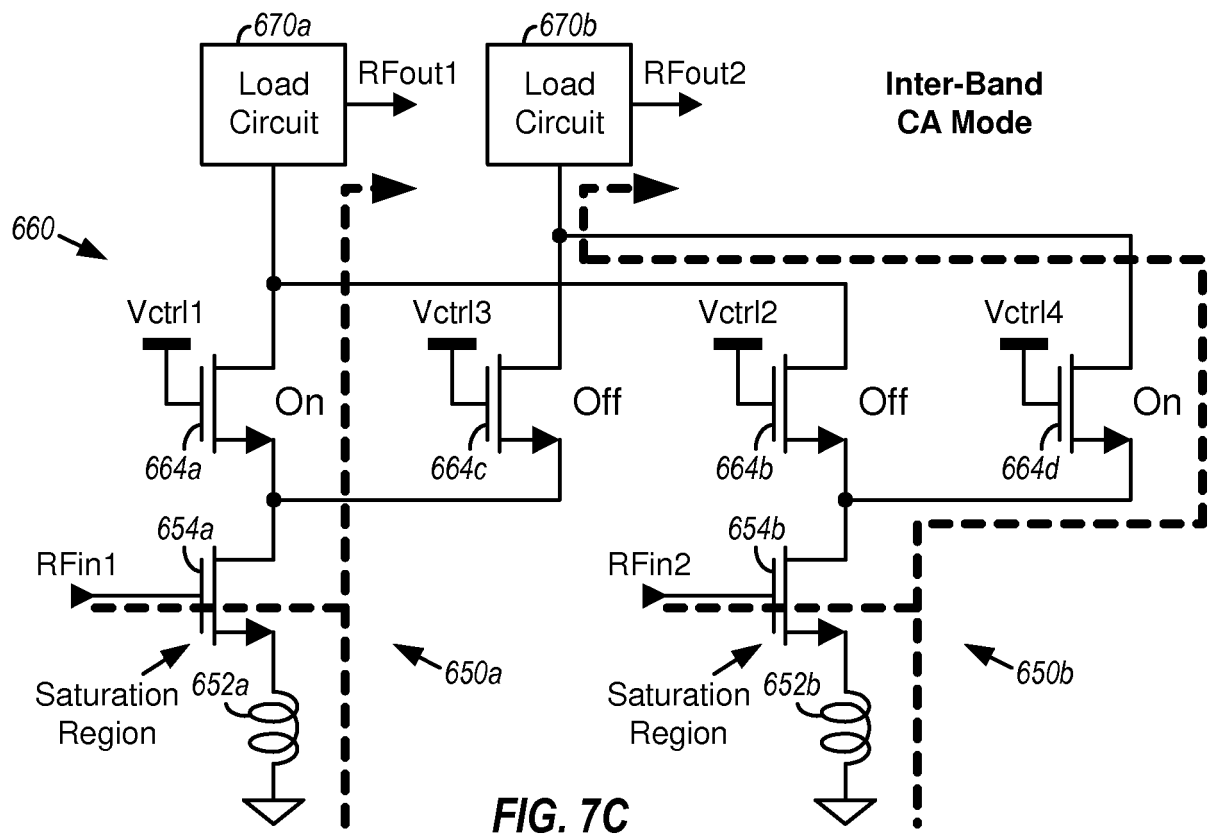 670a
670b
Load
Circuit
RFout1
Load
Circuit
RFout2
Inter-Band
CA Mode
660
Vctrl1
Vctrl3
Vctrl2
Vctrl4
On
Off
Off
On
664a
664c
664b
664d
654a
654b
RFin1
RFin2
Saturation
Region
652a
650a
Saturation
Region
652b
650b
FIG. 7C